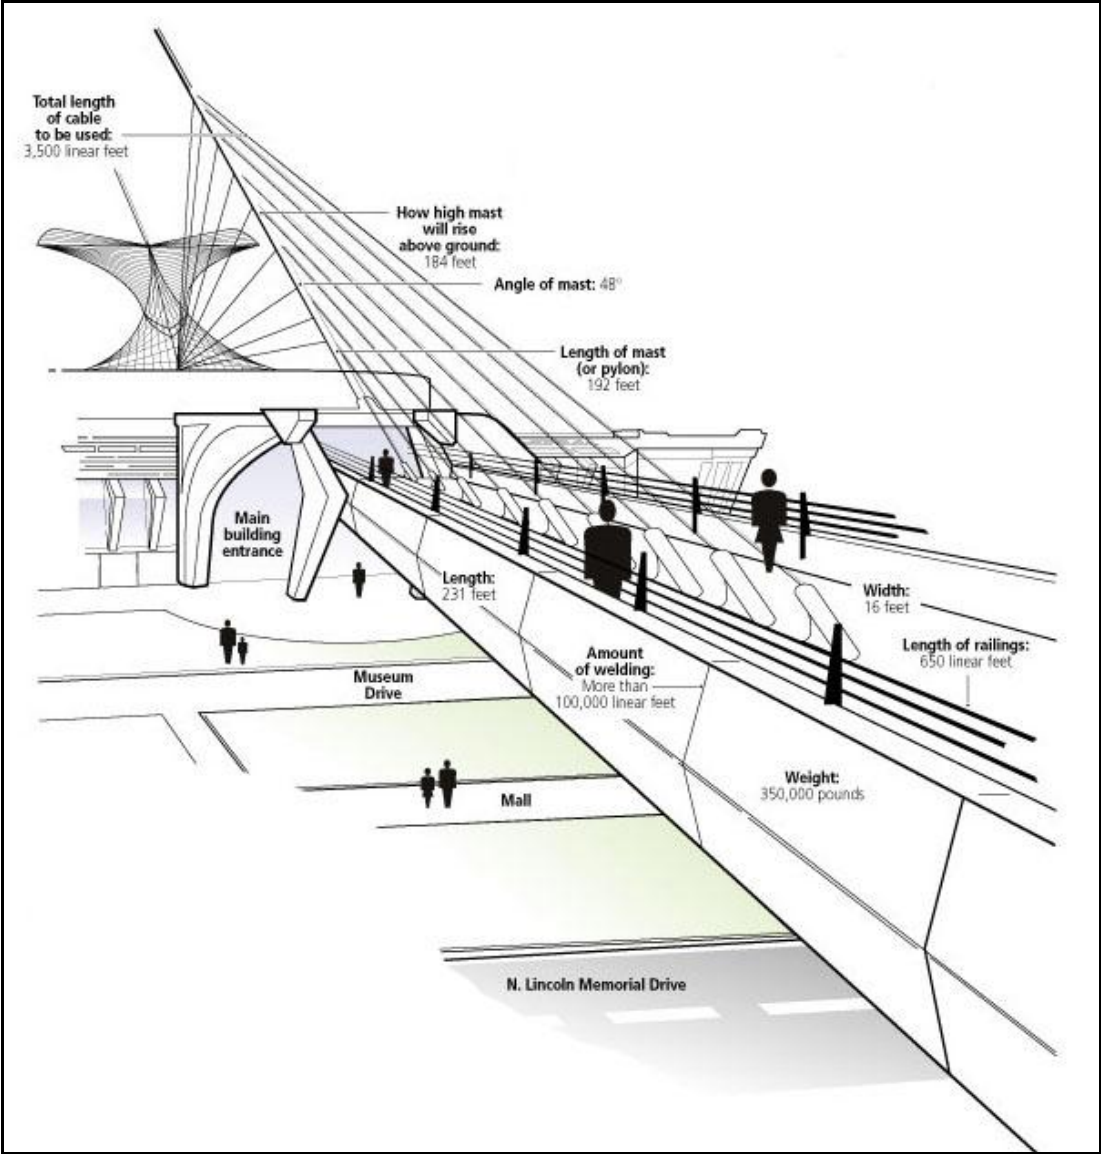 Total length
of cable
to be used:
3,500 linear feet
How high mast
will rise
above ground:
184 feet
Angle of mast: 48°
Length of mast
(or pylon):
192 feet
Main
building
entrance
Length:
231 feet
Width:
16 feet
Length of railings:
650 linear feet
Amount
of welding:
More than
100,000 linear feet
Museum
Drive
Weight:
350,000 pounds
Mall
N. Lincoln Memorial Drive